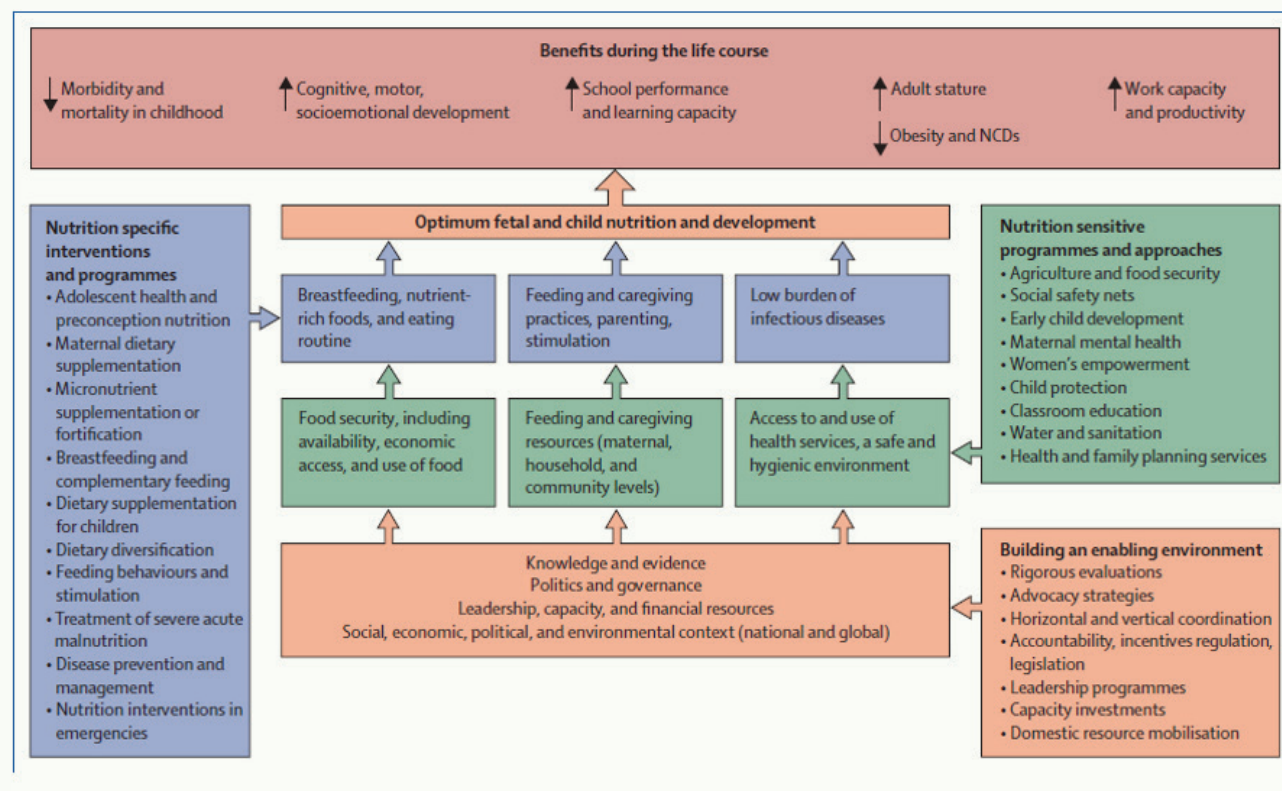 Benefits during the life course
Morbidity and
mortality in childhood
Cognitive, motor,
socioemotional development
School performance
and learning capacity
Adult stature
Obesity and NCDs
Work capacity
and productivity
Optimum fetal and child nutrition and development
Nutrition specific
interventions
and programmes
• Adolescent health and
preconception nutrition
• Maternal dietary
supplementation
• Micronutrient
supplementation or
fortification
• Breastfeeding and
complementary feeding
• Dietary supplementation
for children
• Dietary diversification
• Feeding behaviours and
stimulation
• Treatment of severe acute
malnutrition
• Disease prevention and
management
• Nutrition interventions in
emergencies
Breastfeeding, nutrient-
rich foods, and eating
routine
Feeding and caregiving
practices, parenting,
stimulation
Low burden of
infectious diseases
Food security, including
availability, economic
access, and use of food
Feeding and caregiving
resources (maternal,
household, and
community levels)
Access to and use of
health services, a safe and
hygienic environment
Knowledge and evidence
Politics and governance
Leadership, capacity, and financial resources
Social, economic, political, and environmental context (national and global)
Nutrition sensitive
programmes and approaches
• Agriculture and food security
• Social safety nets
• Early child development
• Maternal mental health
• Women's empowerment
• Child protection
• Classroom education
• Water and sanitation
• Health and family planning services
Building an enabling environment
• Rigorous evaluations
• Advocacy strategies
• Horizontal and vertical coordination
• Accountability, incentives regulation,
legislation
• Leadership programmes
• Capacity investments
• Domestic resource mobilisation